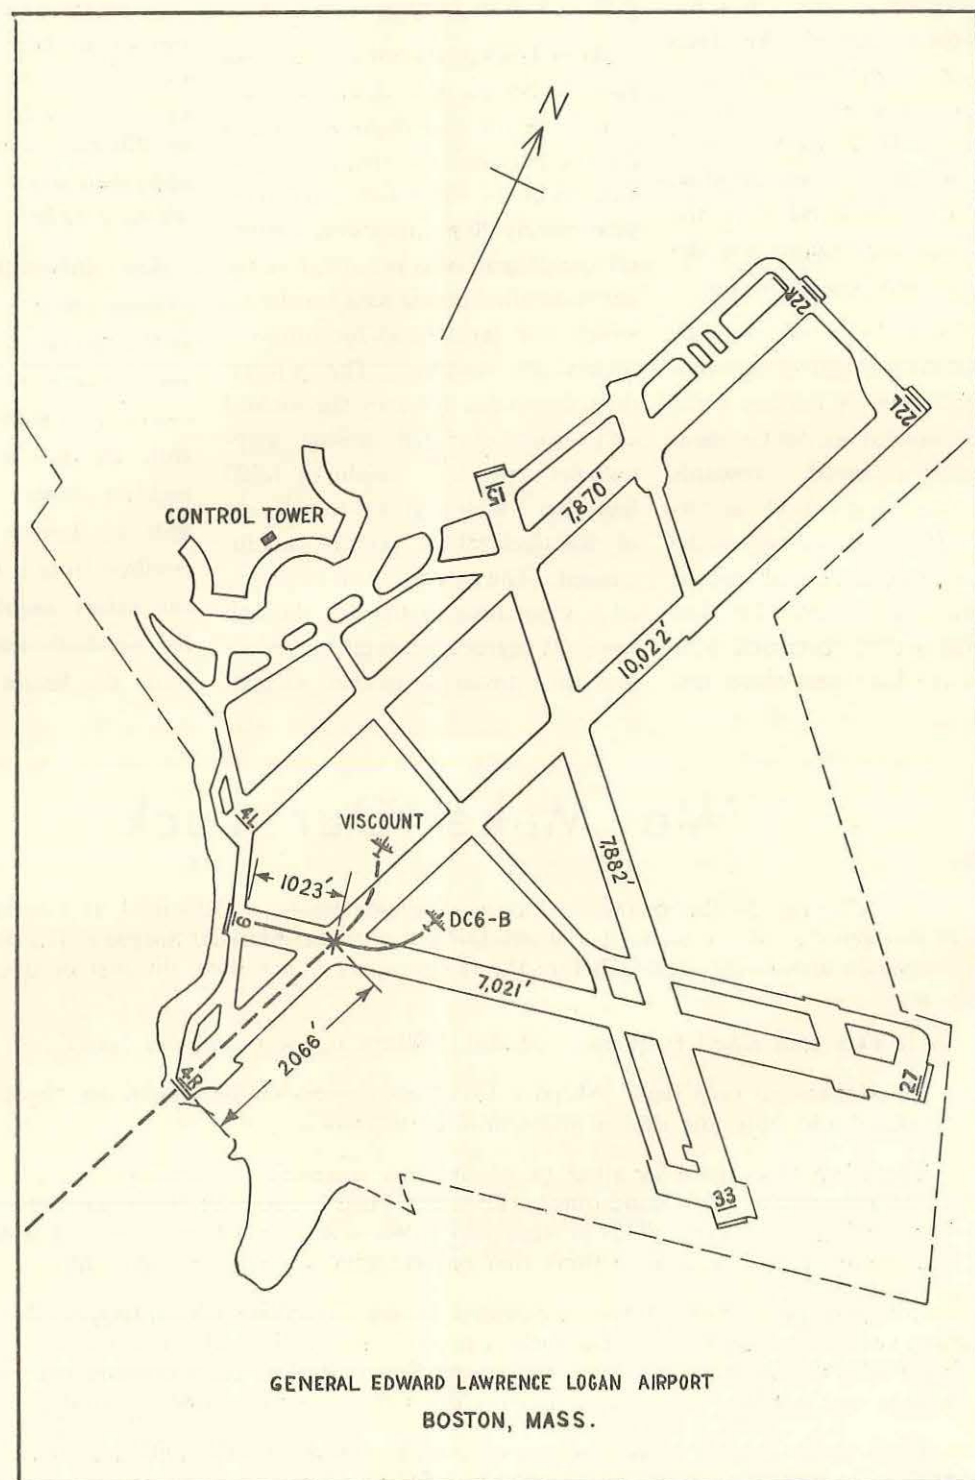 N
22R
22L
15
7,870'
CONTROL TOWER
10,022'
4L
VISCOUNT
7,882'
1023'
9
DC6-B
7,021'
2066'
4R
27
33
GENERAL EDWARD LAWRENCE LOGAN AIRPORT
BOSTON, MASS.